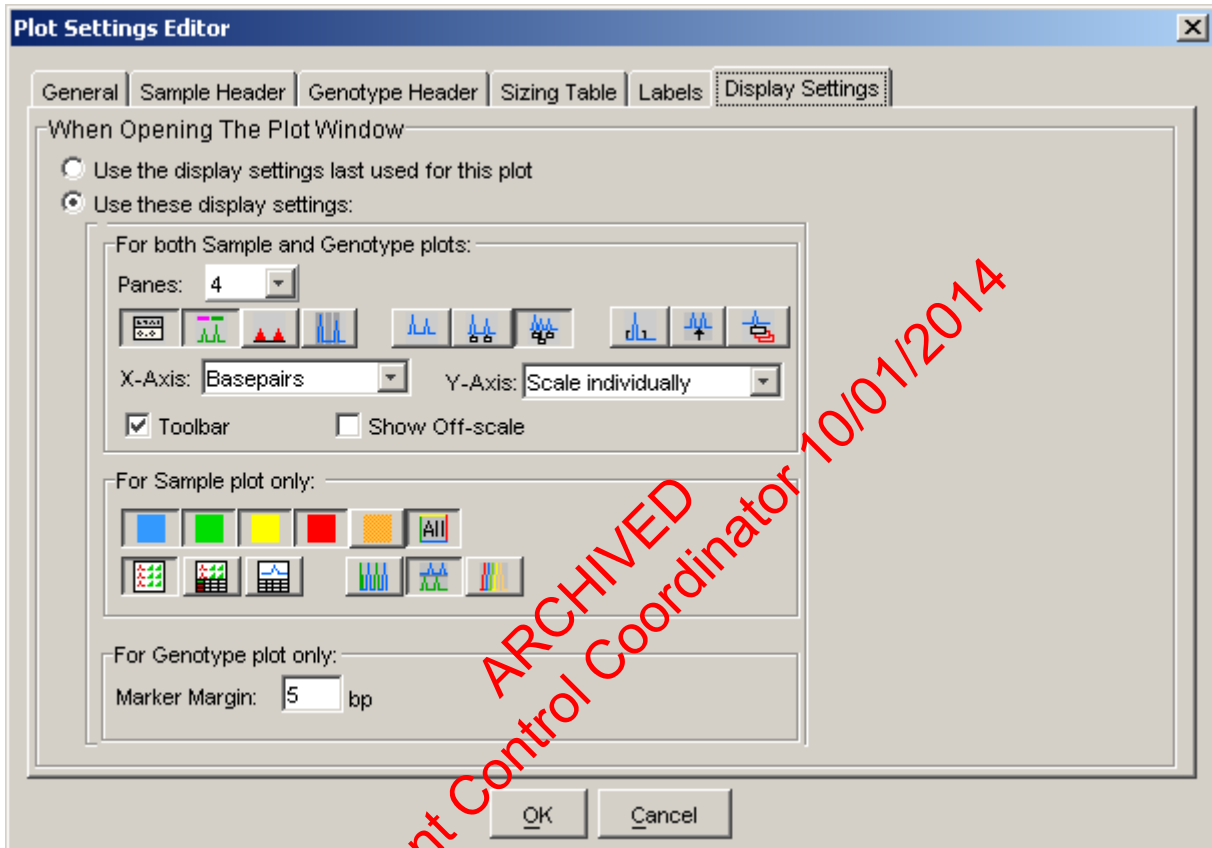 Plot Settings Editor
General Sample Header Genotype Header Sizing Table Labels Display Settings
When Opening The Plot Window
Use the display settings last used for this plot
Use these display settings:
For both Sample and Genotype plots:
Panes: 4
X-Axis: Basepairs Y-Axis: Scale individually
Toolbar Show Off-scale
For Sample plot only:
All
For Genotype plot only:
Marker Margin: 5 bp
OK Cancel
ARCHIVED
Control Coordinator 10/01/2014